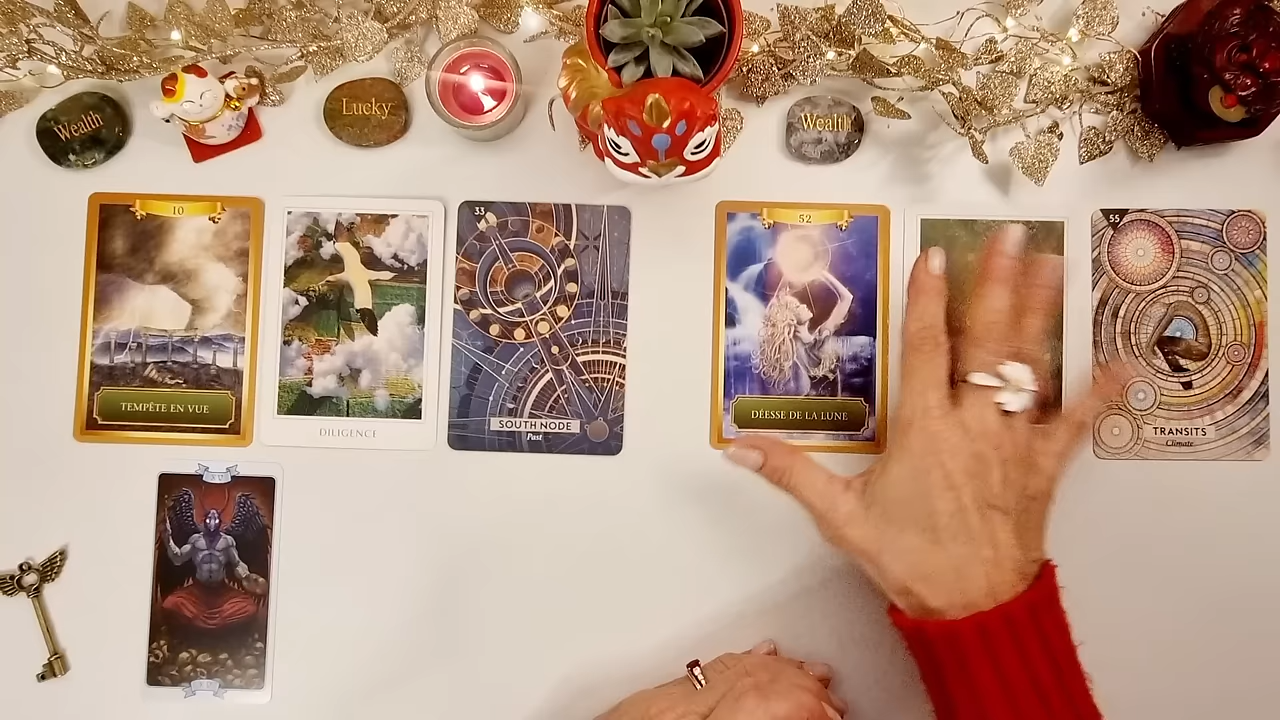 Wealth
Lucky
Wealth
10
TEMPÊTE EN VUE
DILIGENCE
33
SOUTH NODE
Past
52
DÉESSE DE LA LUNE
55
TRANSITS
Climate
XV